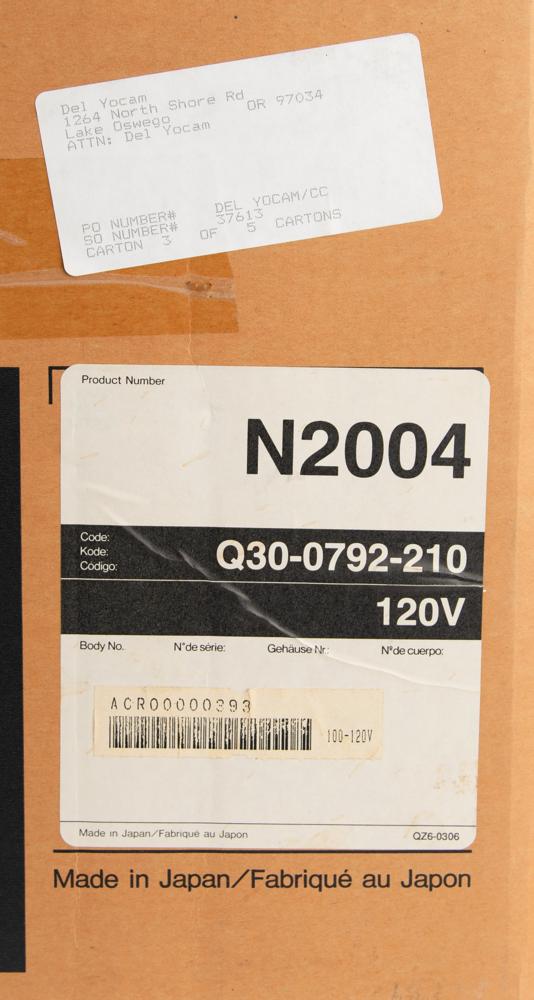 Del Yocam
1264 North Shore Rd
Lake Oswego OR 97034
ATTN: Del Yocam
DEL YOCAM/CC
PO NUMBER# 37613
SO NUMBER#
CARTON 3 OF 5 CARTONS
Product Number
N2004
Code:
Kode:
Código:
Q30-0792-210
120V
Body No. N°de série: Gehäuse Nr.: Nºde cuerpo:
ACR00000393
100-120V
Made in Japan/Fabriqué au Japon QZ6-0306
Made in Japan/Fabriqué au Japon